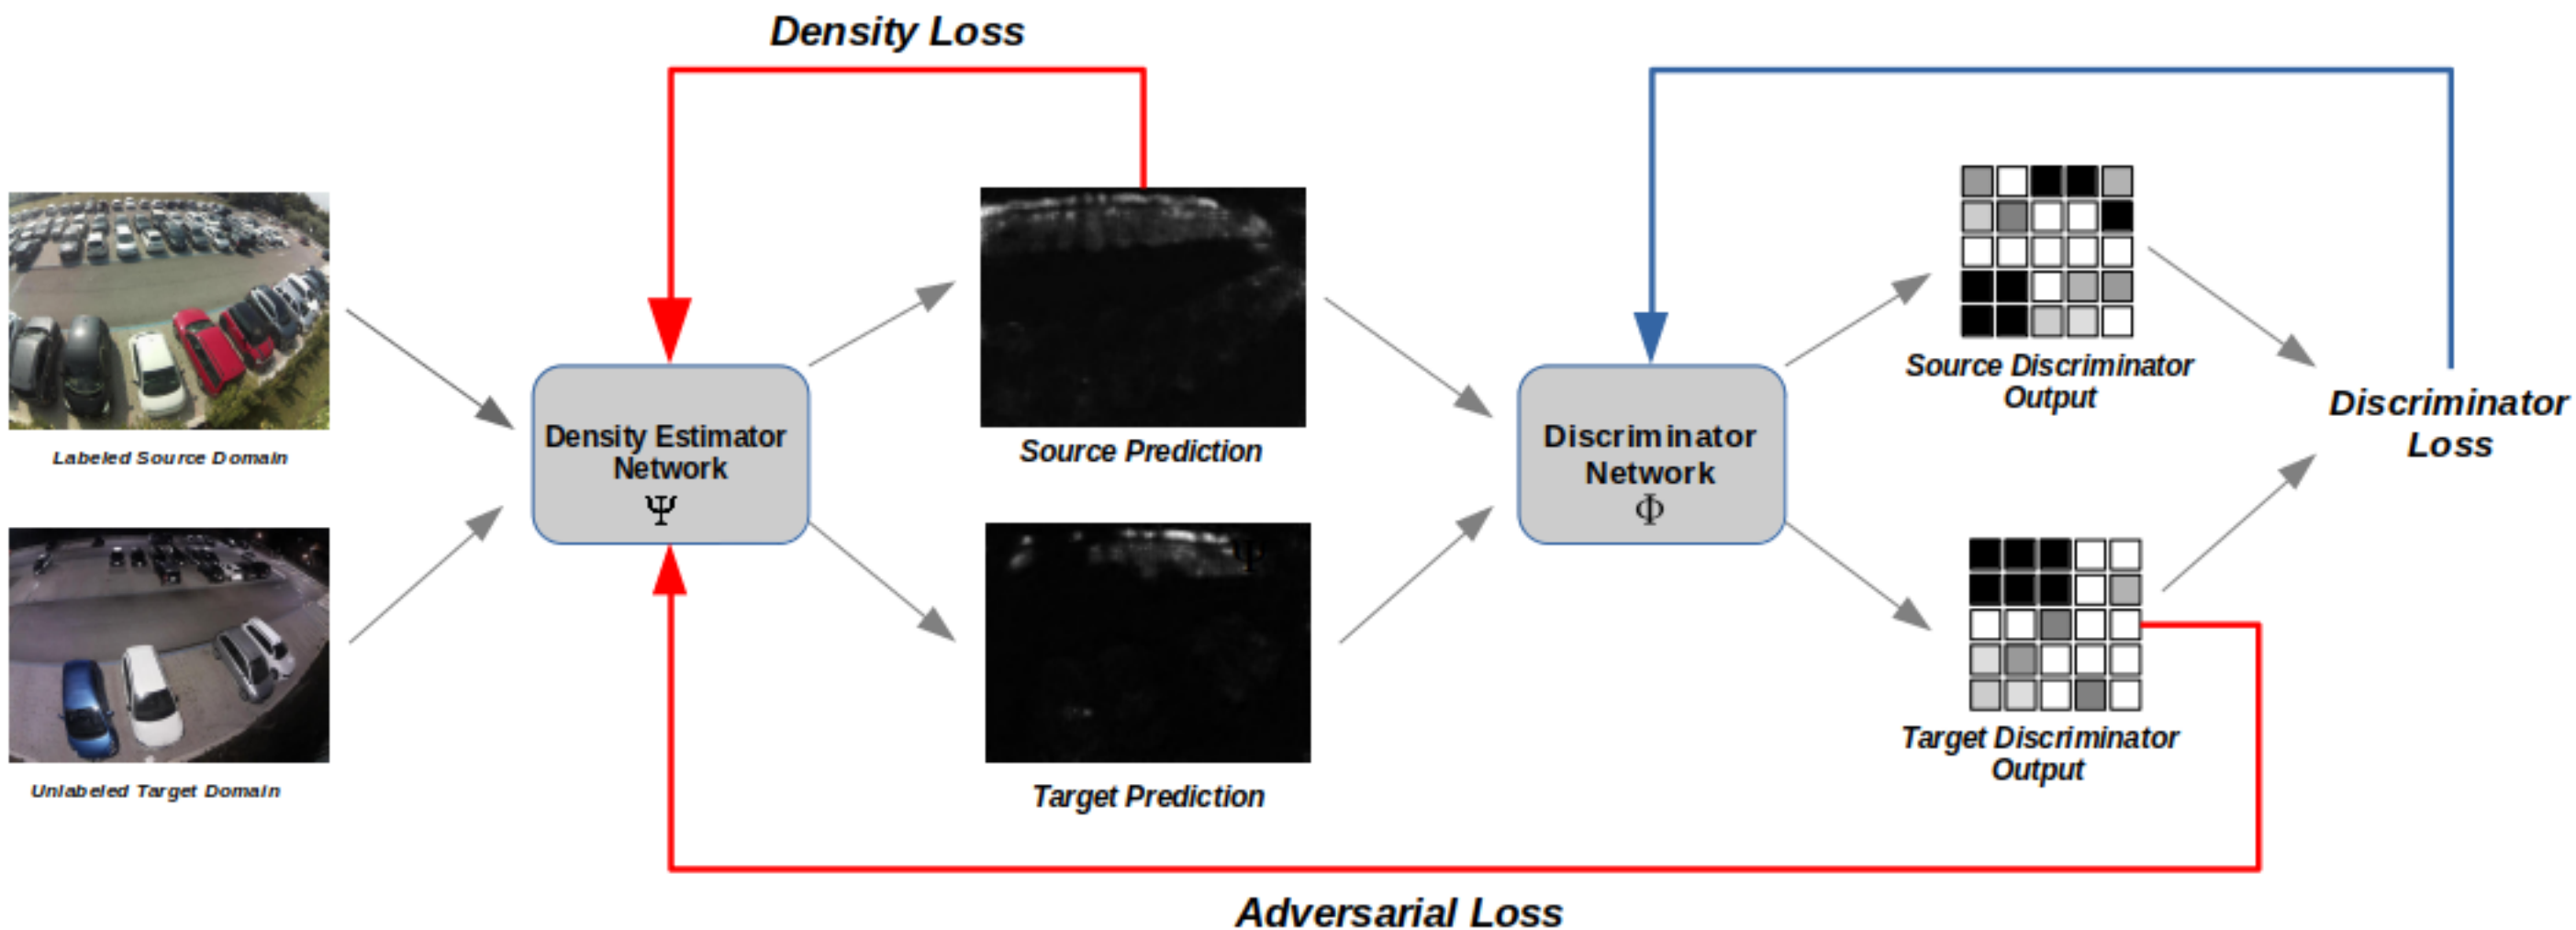 Density Loss
Labeled Source Domain
Unlabeled Target Domain
Density Estimator
Network
Ψ
Source Prediction
Ψ
Target Prediction
Discriminator
Network
Φ
Source Discriminator
Output
Target Discriminator
Output
Discriminator
Loss
Adversarial Loss